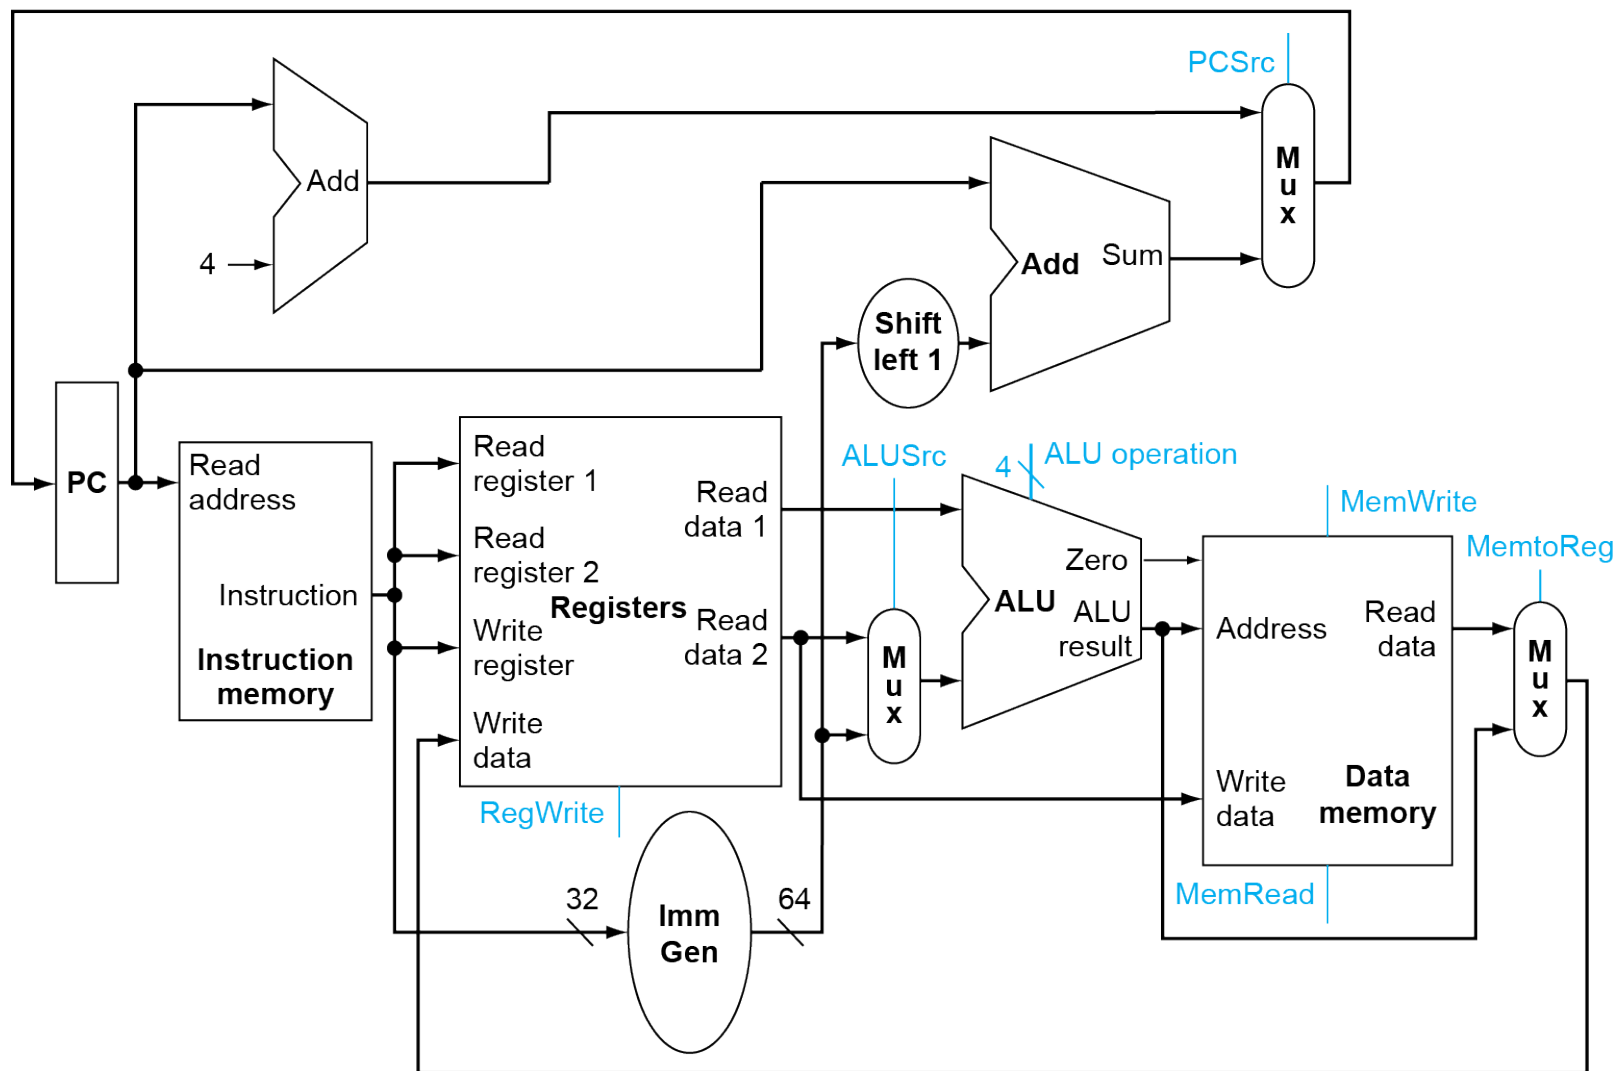 PCSrc
M
u
x
Add
4
Add
Sum
Shift
left 1
PC
Read
address
Instruction
Instruction
memory
Read
register 1
Read
register 2
Write
register
Write
data
Registers
Read
data 1
Read
data 2
RegWrite
ALUSrc
M
u
x
4
ALU operation
Zero
ALU
ALU
result
MemWrite
Address
Read
data
Write
data
Data
memory
MemRead
MemtoReg
M
u
x
32
Imm
Gen
64